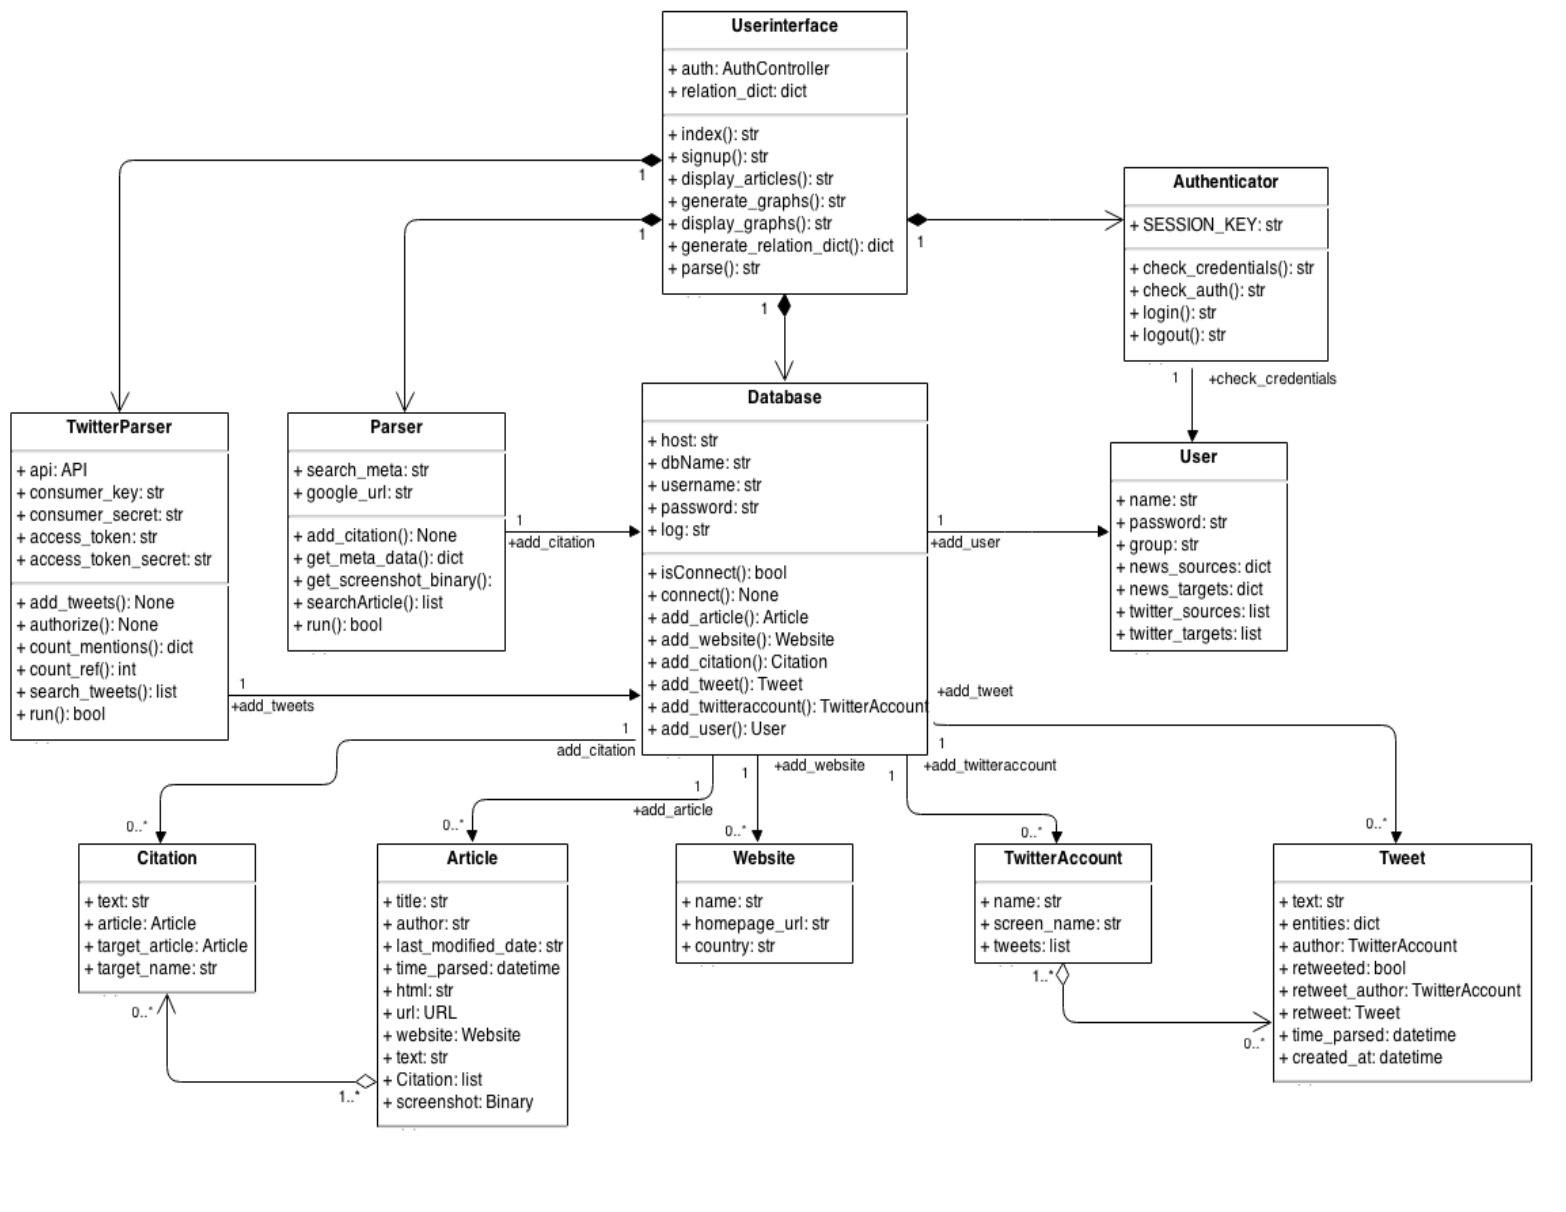 Userinterface
+ auth: AuthController
+ relation_dict: dict
+ index(): str
+ signup(): str
+ display_articles(): str
+ generate_graphs(): str
+ display_graphs(): str
+ generate_relation_dict(): dict
+ parse(): str
1
1
1
1
Authenticator
+ SESSION_KEY: str
+ check_credentials(): str
+ check_auth(): str
+ login(): str
+ logout(): str
1
+check_credentials
TwitterParser
+ api: API
+ consumer_key: str
+ consumer_secret: str
+ access_token: str
+ access_token_secret: str
+ add_tweets(): None
+ authorize(): None
+ count_mentions(): dict
+ count_ref(): int
+ search_tweets(): list
+ run(): bool
1
+add_tweets
Parser
+ search_meta: str
+ google_url: str
+ add_citation(): None
+ get_meta_data(): dict
+ get_screenshot_binary():
+ searchArticle(): list
+ run(): bool
1
+add_citation
Database
+ host: str
+ dbName: str
+ username: str
+ password: str
+ log: str
+ isConnect(): bool
+ connect(): None
+ add_article(): Article
+ add_website(): Website
+ add_citation(): Citation
+ add_tweet(): Tweet
+ add_twitteraccount(): TwitterAccount
+ add_user(): User
1
+add_user
User
+ name: str
+ password: str
+ group: str
+ news_sources: dict
+ news_targets: dict
+ twitter_sources: list
+ twitter_targets: list
+add_tweet
1
1
add_citation
1
+add_article
1
+add_website
1
+add_twitteraccount
0..*
0..*
0..*
0..*
0..*
Citation
+ text: str
+ article: Article
+ target_article: Article
+ target_name: str
0..*
Article
+ title: str
+ author: str
+ last_modified_date: str
+ time_parsed: datetime
+ html: str
+ url: URL
+ website: Website
+ text: str
+ Citation: list
+ screenshot: Binary
1..*
Website
+ name: str
+ homepage_url: str
+ country: str
TwitterAccount
+ name: str
+ screen_name: str
+ tweets: list
1..*
0..*
Tweet
+ text: str
+ entities: dict
+ author: TwitterAccount
+ retweeted: bool
+ retweet_author: TwitterAccount
+ retweet: Tweet
+ time_parsed: datetime
+ created_at: datetime